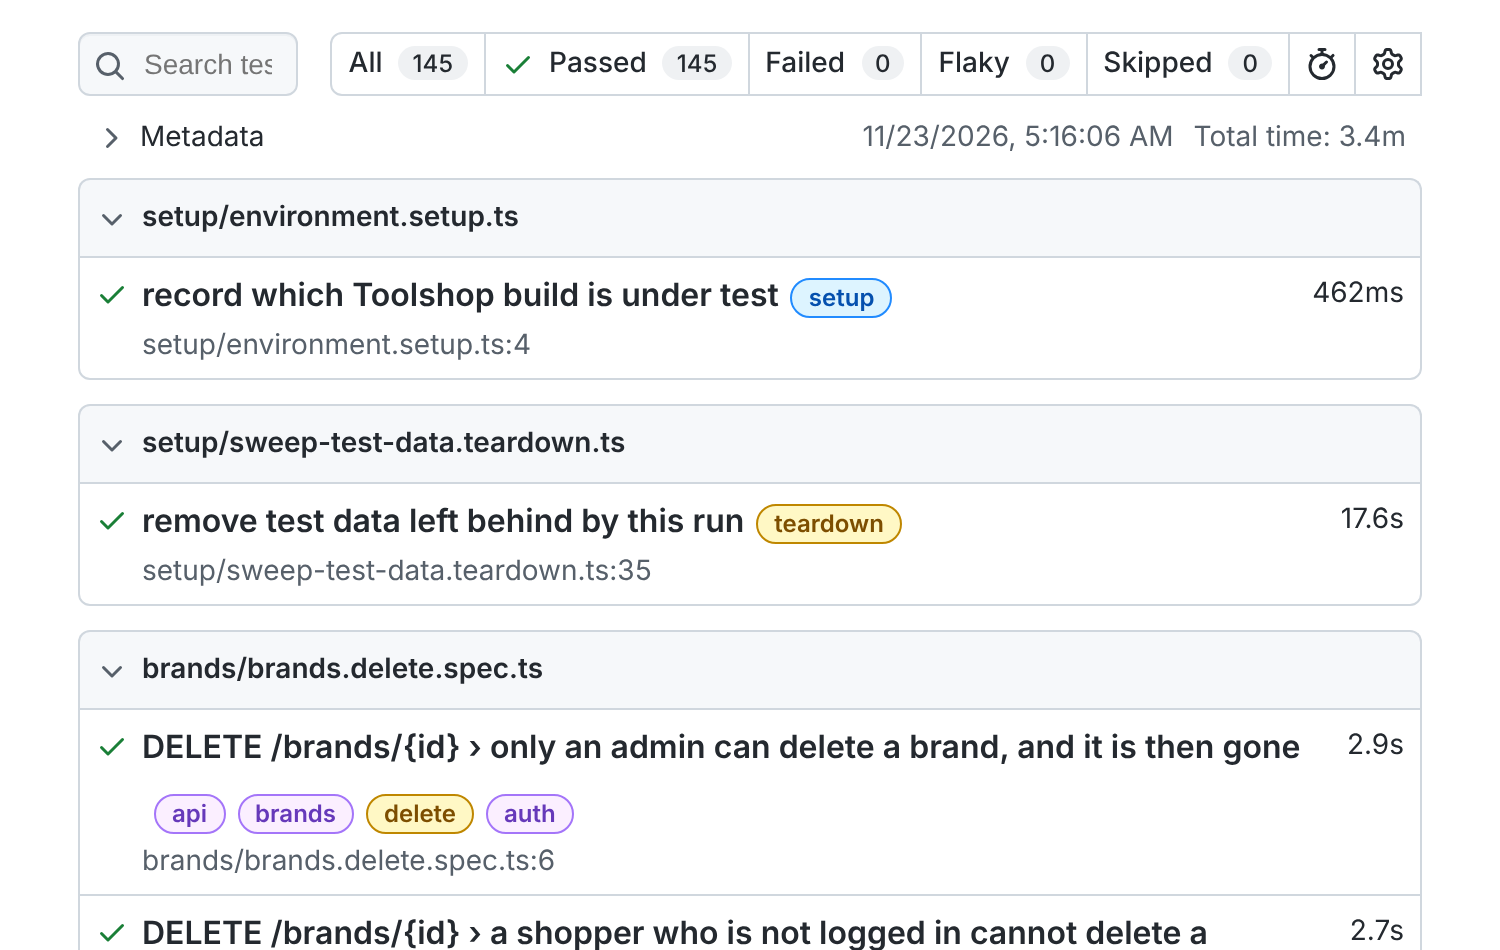 Search tes
All 145 Passed 145 Failed 0 Flaky 0 Skipped 0
Metadata 11/23/2026, 5:16:06 AM Total time: 3.4m
setup/environment.setup.ts
record which Toolshop build is under test setup 462ms
setup/environment.setup.ts:4
setup/sweep-test-data.teardown.ts
remove test data left behind by this run teardown 17.6s
setup/sweep-test-data.teardown.ts:35
brands/brands.delete.spec.ts
DELETE /brands/{id} › only an admin can delete a brand, and it is then gone 2.9s
api brands delete auth
brands/brands.delete.spec.ts:6
DELETE /brands/{id} › a shopper who is not logged in cannot delete a 2.7s